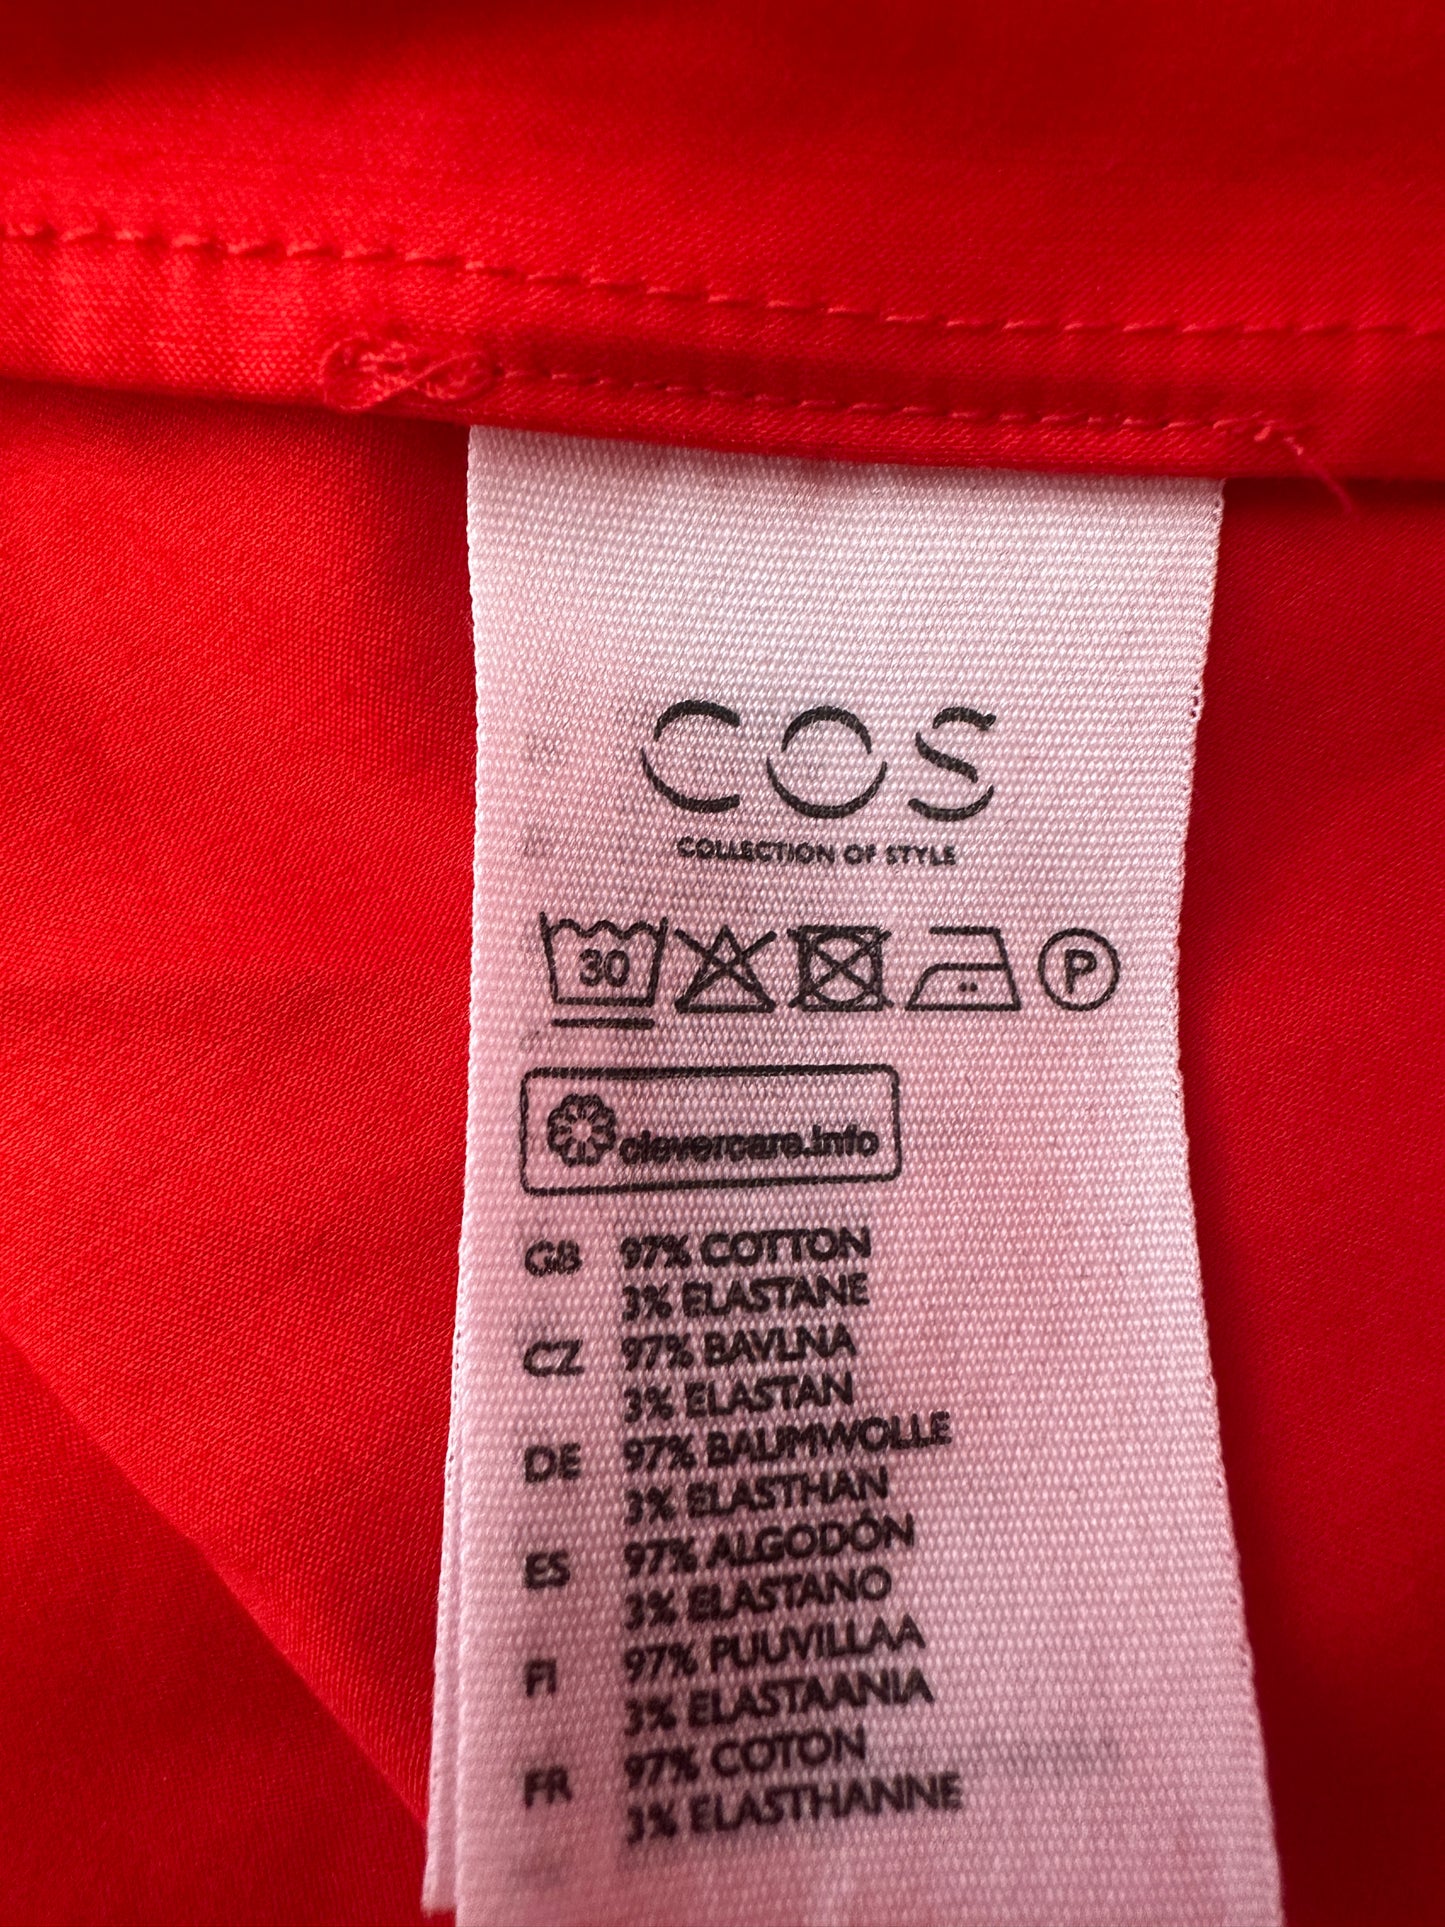 COS
COLLECTION OF STYLE
30 P
clevercare.info
GB 97% COTTON
3% ELASTANE
CZ 97% BAVLNA
3% ELASTAN
DE 97% BAUMWOLLE
3% ELASTHAN
ES 97% ALGODÓN
3% ELASTANO
FI 97% PUUVILLAA
3% ELASTAANIA
FR 97% COTON
3% ELASTHANNE